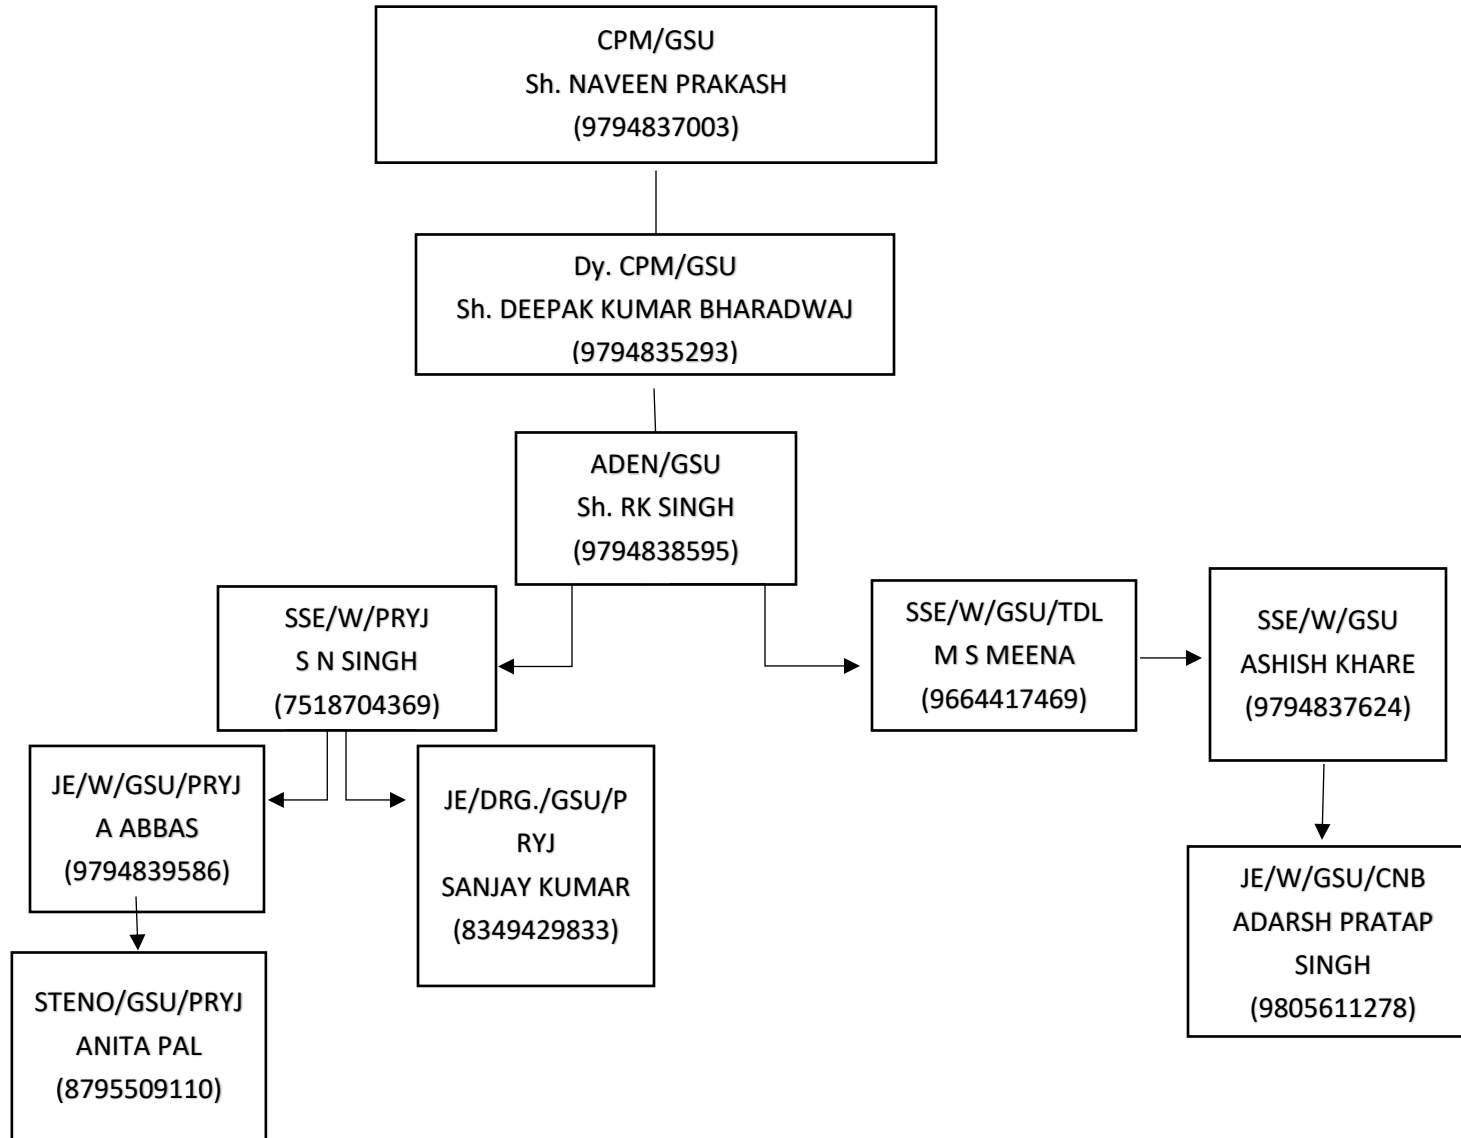 CPM/GSU
Sh. NAVEEN PRAKASH
(9794837003)
Dy. CPM/GSU
Sh. DEEPAK KUMAR BHARADWAJ
(9794835293)
ADEN/GSU
Sh. RK SINGH
(9794838595)
SSE/W/PRYJ
S N SINGH
(7518704369)
SSE/W/GSU/TDL
M S MEENA
(9664417469)
SSE/W/GSU
ASHISH KHARE
(9794837624)
JE/W/GSU/PRYJ
A ABBAS
(9794839586)
JE/DRG./GSU/P
RYJ
SANJAY KUMAR
(8349429833)
JE/W/GSU/CNB
ADARSH PRATAP
SINGH
(9805611278)
STENO/GSU/PRYJ
ANITA PAL
(8795509110)